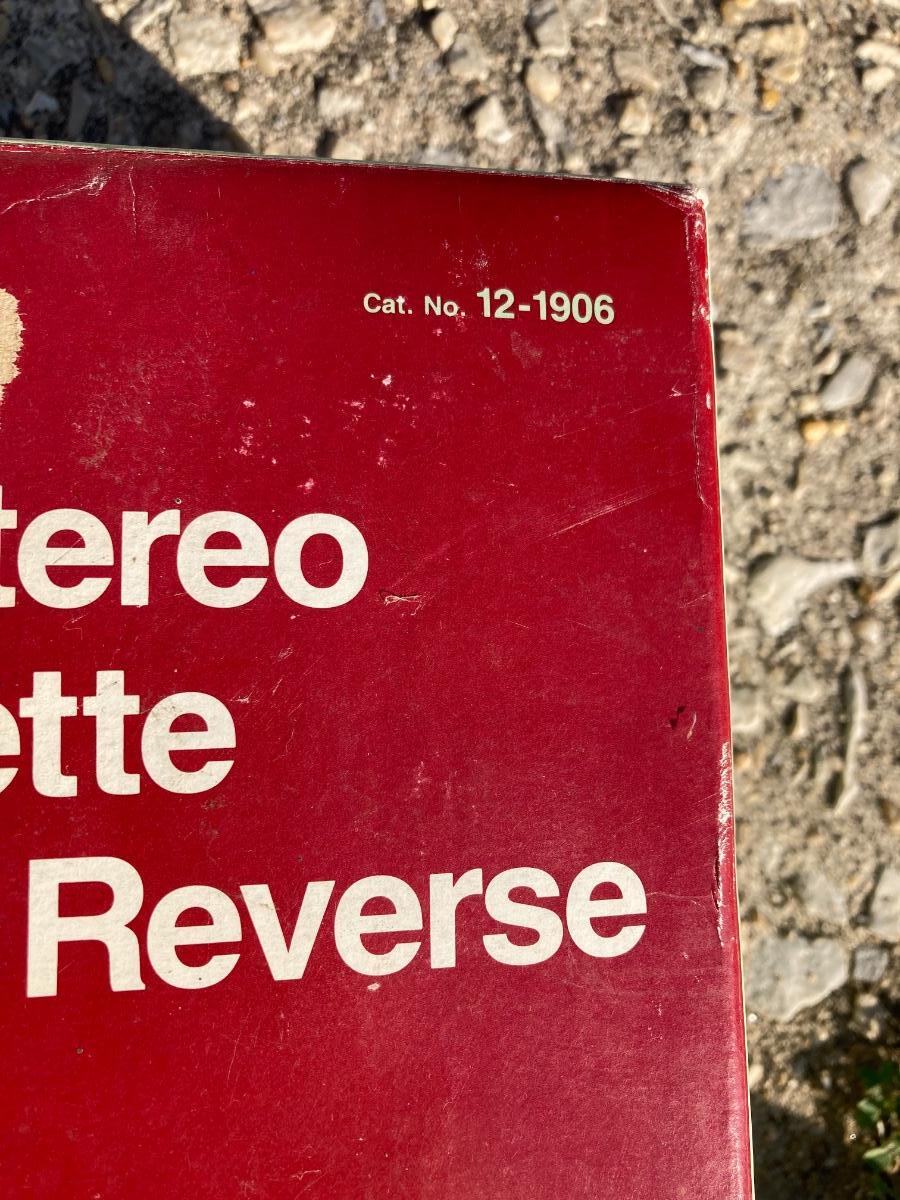 Cat. No. 12-1906
tereo
ette
Reverse